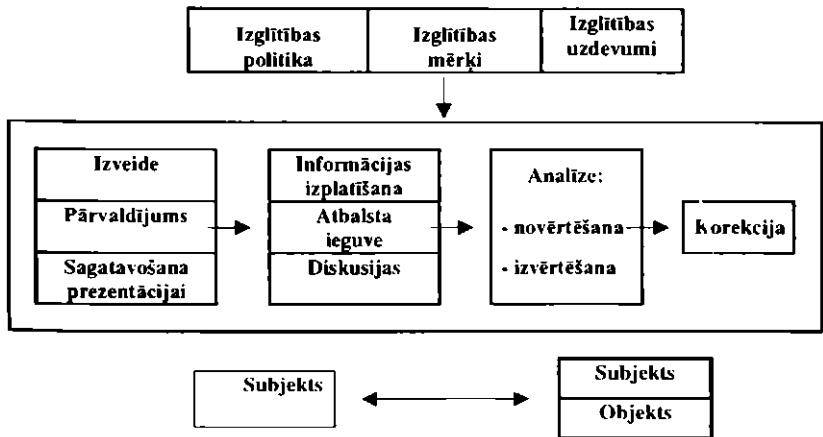 Izglītības
politika
Izglītības
mērķi
Izglītības
uzdevumi
Izveide
Pārvaldījums
Sagatavošana
prezentācijai
Informācijas
izplatīšana
Atbalsta
ieguve
Diskusijas
Analīze:
- novērtēšana
- izvērtēšana
Korekcija
Subjekts
Subjekts
Objekts